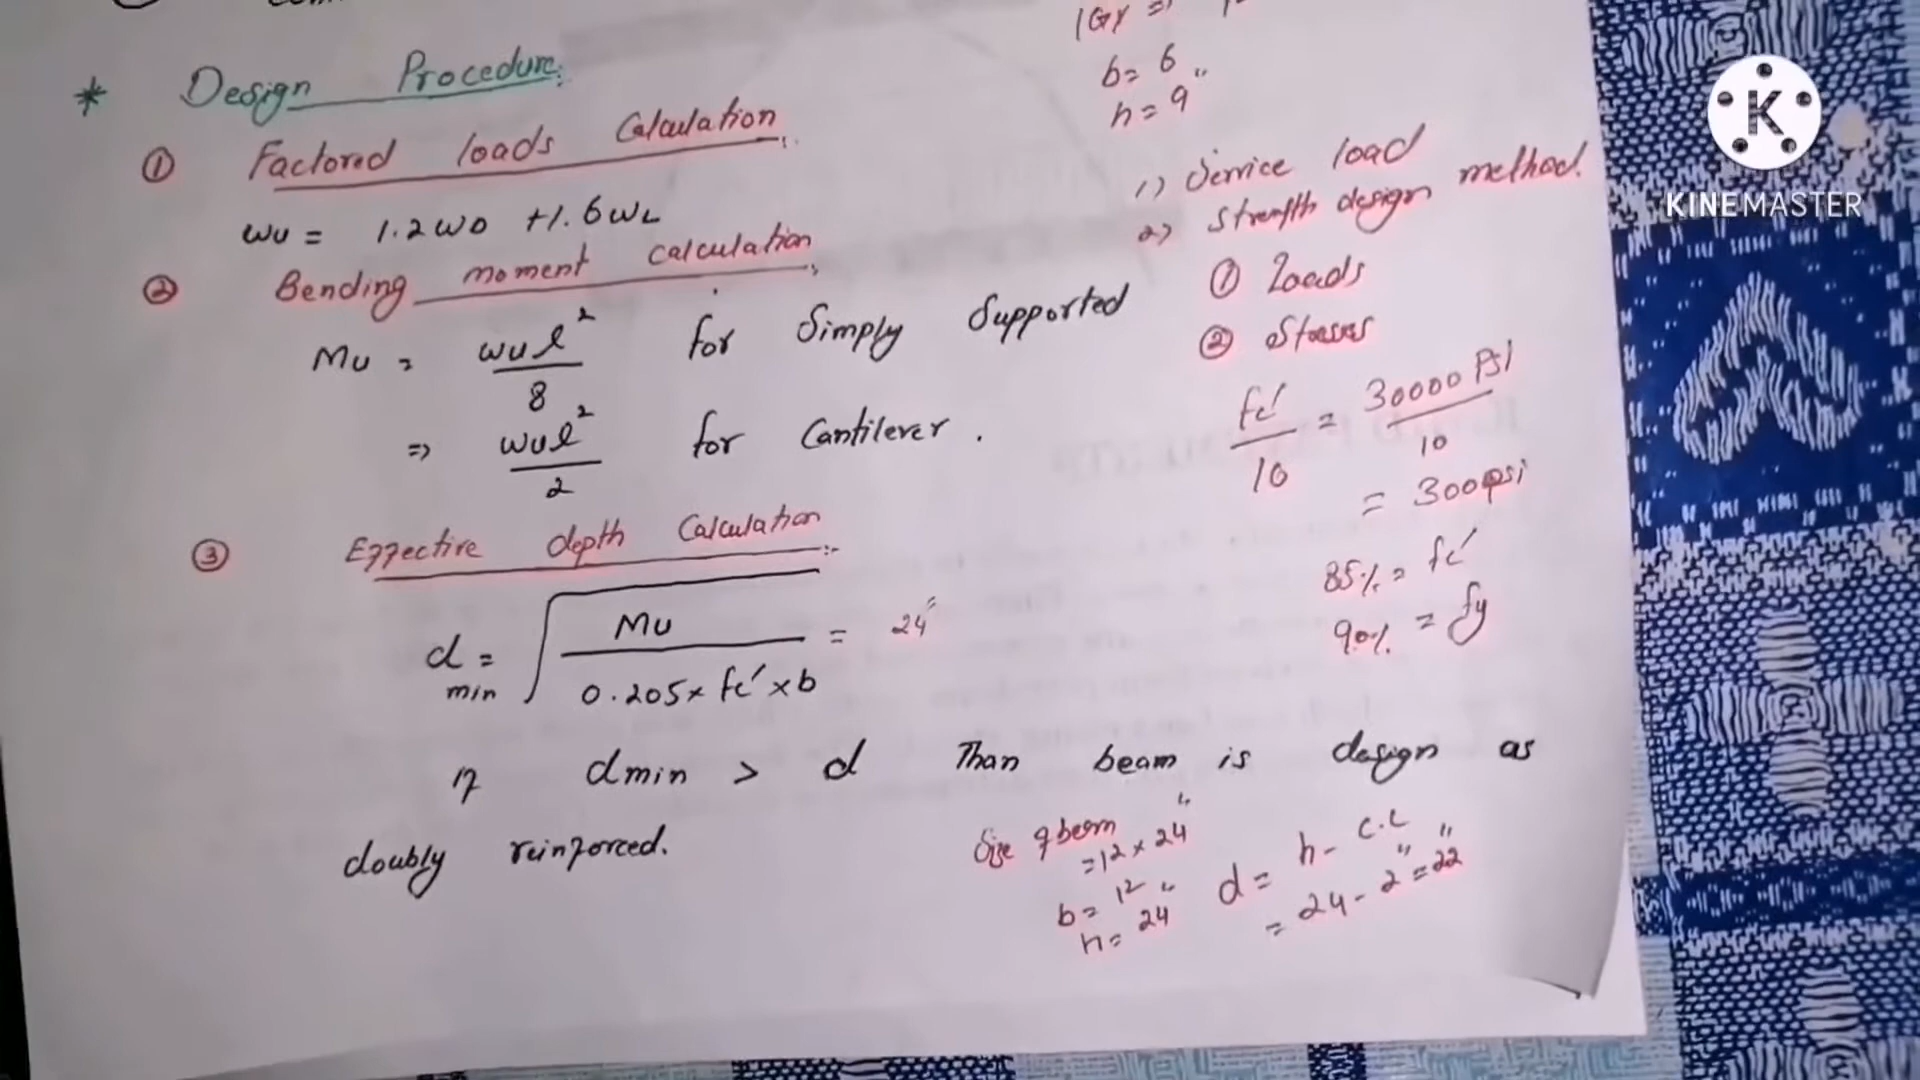 * Design Procedure:
① Factored loads Calculation:
wu = 1.2wD + 1.6wL
② Bending moment calculation:
Mu = wul²/8 for Simply Supported
=> wul²/2 for Cantilever.
③ Effective depth Calculation:-
dmin = √(Mu / 0.205×fc'×b) = 24"
if dmin > d Than beam is design as
doubly reinforced.
b= 6"
h= 9
1) Service load
2) Strength design method.
① Loads
② Stresses
fc'/10 = 30000 PSI/10
= 300psi
85% = fc'
90% = fy
Size of beam
= 12 × 24"
b= 12"
h= 24
d= h - C.C
= 24 - 2" = 22"
K
KINEMASTER